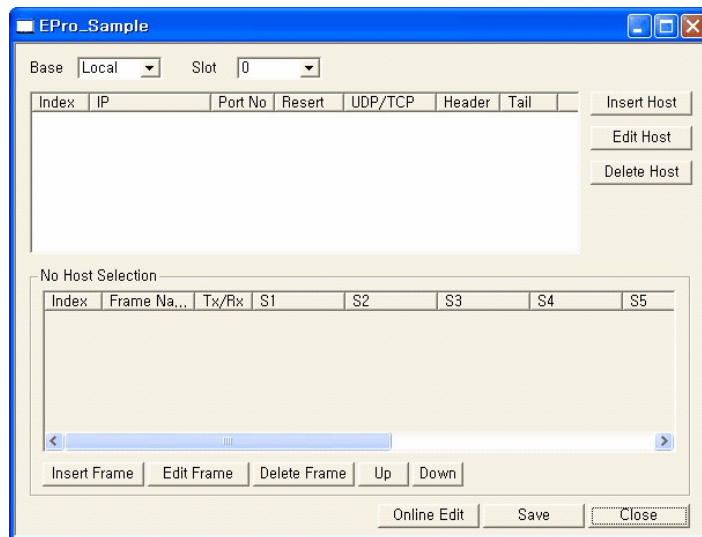 EPro_Sample
Base Local Slot 0
Index IP Port No Resert UDP/TCP Header Tail
Insert Host
Edit Host
Delete Host
No Host Selection
Index Frame Na... Tx/Rx S1 S2 S3 S4 S5
Insert Frame Edit Frame Delete Frame Up Down
Online Edit Save Close